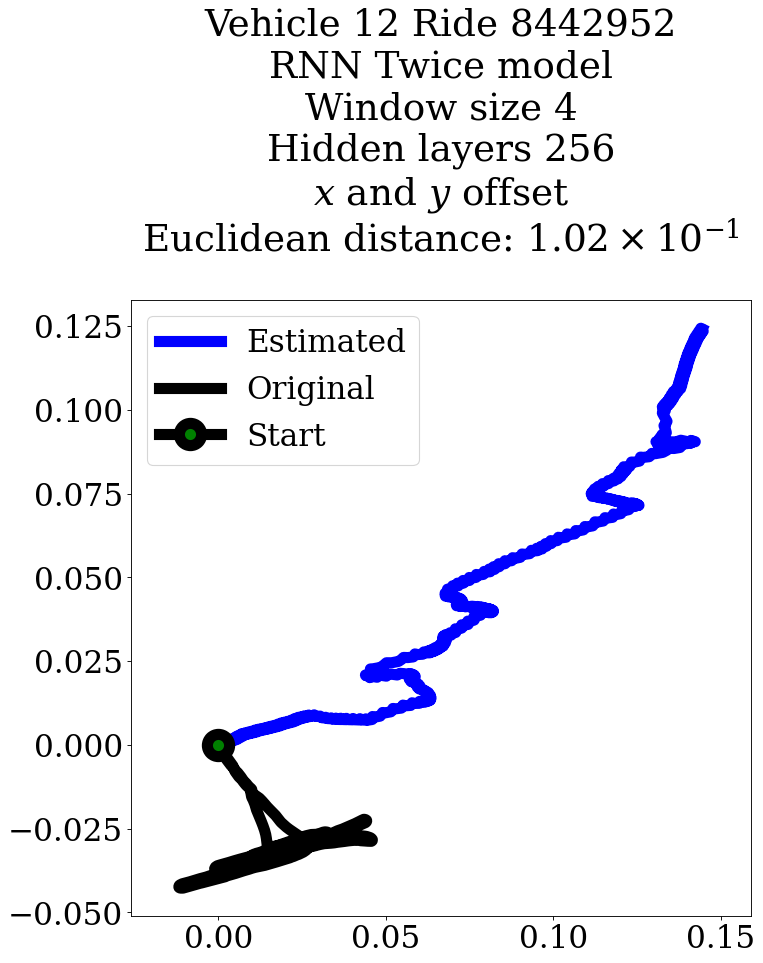 Vehicle 12 Ride 8442952
RNN Twice model
Window size 4
Hidden layers 256
x and y offset
Euclidean distance: 1.02 × 10⁻¹
Estimated
Original
Start
0.125
0.100
0.075
0.050
0.025
0.000
−0.025
−0.050
0.00 0.05 0.10 0.15